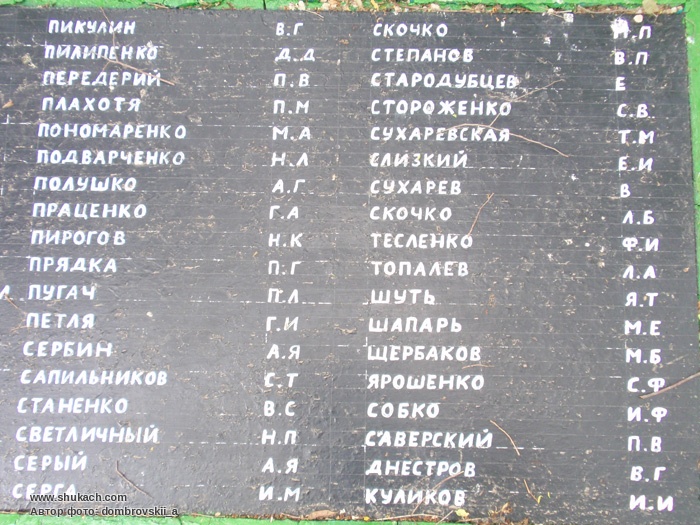 ПИКУЛИН В.Г СКОЧКО М.П
ПИЛИПЕНКО Д.Д СТЕПАНОВ В.П
ПЕРЕДЕРИЙ П.В СТАРОДУБЦЕВ Е
ПЛАХОТЯ П.М СТОРОЖЕНКО С.В.
ПОНОМАРЕНКО М.А СУХАРЕВСКАЯ Т.М
ПОДВАРЧЕНКО Н.Л СЛИЗКИЙ Е.И
ПОЛУШКО А.Г СУХАРЕВ В
ПРАЦЕНКО Г.А СКОЧКО Л.Б
ПИРОГОВ Н.К ТЕСЛЕНКО Ф.И
ПРЯДКА П.Г ТОПАЛЕВ Л.А
ПУГАЧ П.Л ШУТЬ Я.Т
ПЕТЛЯ Г.И ШАПАРЬ М.Е
СЕРБИН А.Я ЩЕРБАКОВ М.Б
САПИЛЬНИКОВ С.Т ЯРОШЕНКО С.Ф
СТАНЕНКО В.С СОБКО И.Ф
СВЕТЛИЧНЫЙ Н.П САВЕРСКИЙ П.В
СЕРЫЙ А.Я ДНЕСТРОВ В.Г
СЕРГА И.М КУЛИКОВ И.И
www.shukach.com
Автор фото- dombrovskii_a